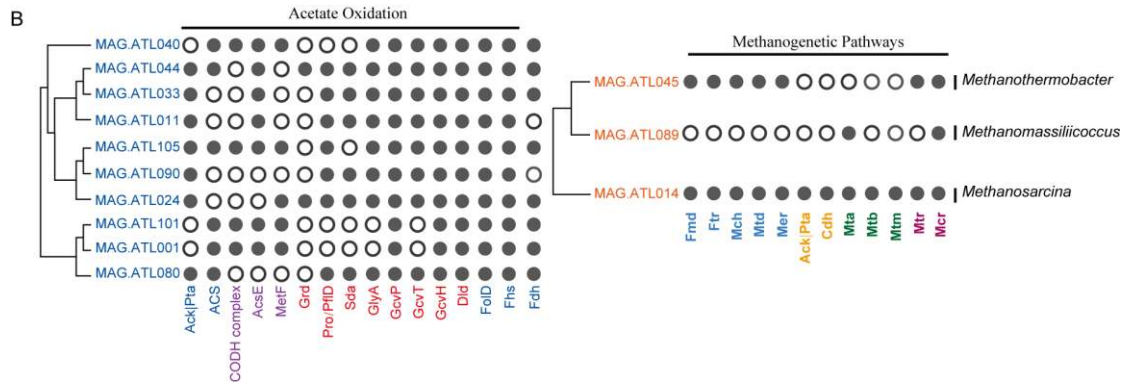 B
Acetate Oxidation
MAG.ATL040
MAG.ATL044
MAG.ATL033
MAG.ATL011
MAG.ATL105
MAG.ATL090
MAG.ATL024
MAG.ATL101
MAG.ATL001
MAG.ATL080
Ack|Pta
ACS
CODH complex
AcsE
MetF
Grd
Pro/PflD
Sda
GlyA
GcvP
GcvT
GcvH
Dld
FolD
Fhs
Fdh
Methanogenetic Pathways
MAG.ATL045
Methanothermobacter
MAG.ATL089
Methanomassiliicoccus
MAG.ATL014
Methanosarcina
Fmd
Ftr
Mch
Mtd
Mer
Ack|Pta
Cdh
Mta
Mtb
Mtm
Mtr
Mcr